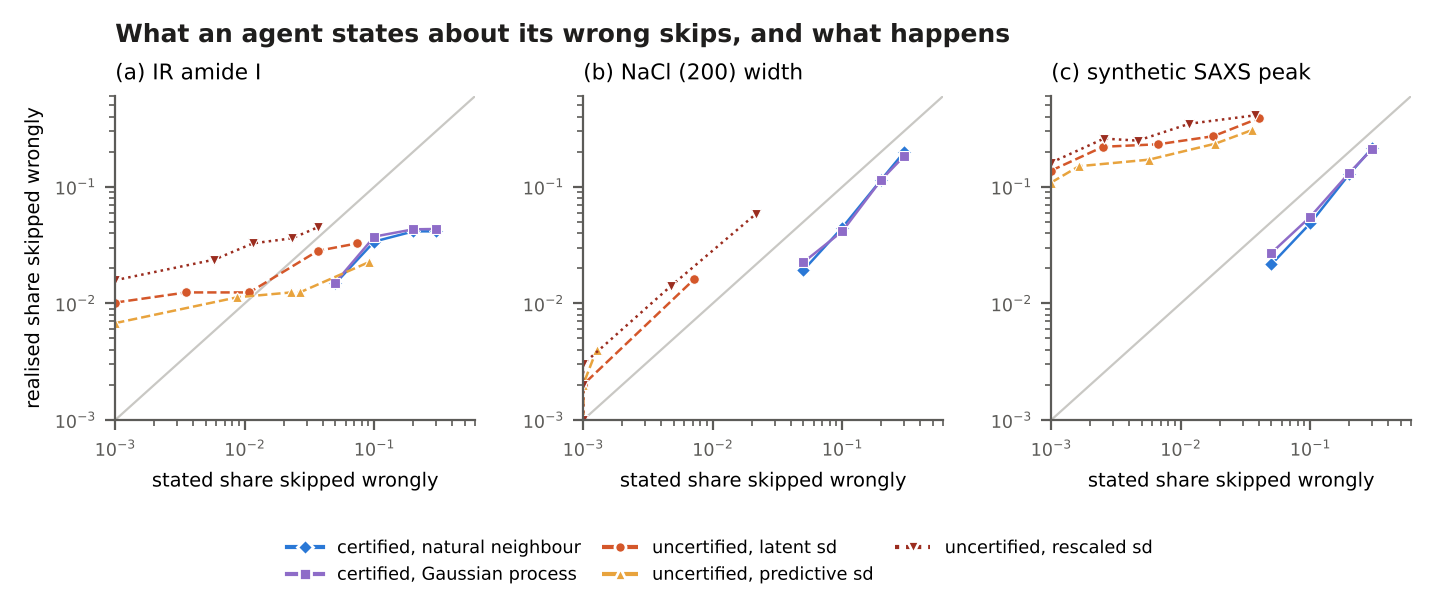 What an agent states about its wrong skips, and what happens
(a) IR amide I
(b) NaCl (200) width
(c) synthetic SAXS peak
realised share skipped wrongly
10⁻¹
10⁻²
10⁻³
10⁻³ 10⁻² 10⁻¹
stated share skipped wrongly
10⁻¹
10⁻²
10⁻³
10⁻³ 10⁻² 10⁻¹
stated share skipped wrongly
10⁻¹
10⁻²
10⁻³
10⁻³ 10⁻² 10⁻¹
stated share skipped wrongly
certified, natural neighbour
certified, Gaussian process
uncertified, latent sd
uncertified, predictive sd
uncertified, rescaled sd